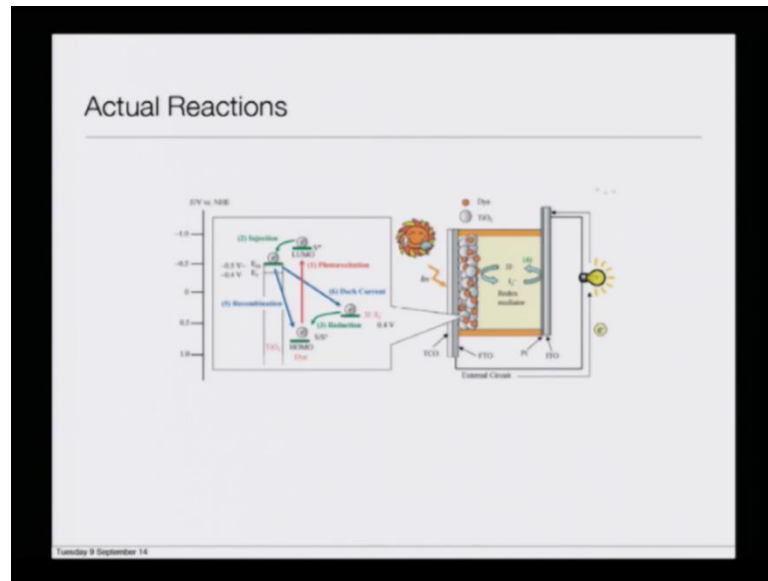 Actual Reactions
Dye
TiO₂
-1.0
-0.5
0
0.5
1.0
(2) Injection
S*
LUMO
(1) Photoexcitation
-0.5 V
-0.4 V
(6) Dark Current
(5) Recombination
(3) Reduction
0.4 V
S/S⁺
HOMO
Dye
TiO₂
hν
(4)
Redox
mediator
TCO
FTO
Pt
ITO
External Circuit
e⁻
Tuesday 9 September 14